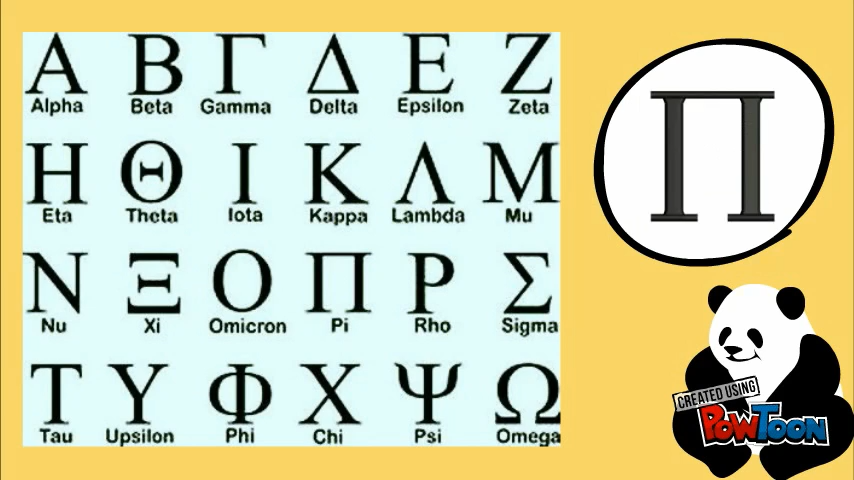 Α Β Γ Δ Ε Ζ
Alpha Beta Gamma Delta Epsilon Zeta
Η Θ Ι Κ Λ Μ
Eta Theta Iota Kappa Lambda Mu
Ν Ξ Ο Π Ρ Σ
Nu Xi Omicron Pi Rho Sigma
Τ Υ Φ Χ Ψ Ω
Tau Upsilon Phi Chi Psi Omega
Π
CREATED USING
POWTOON